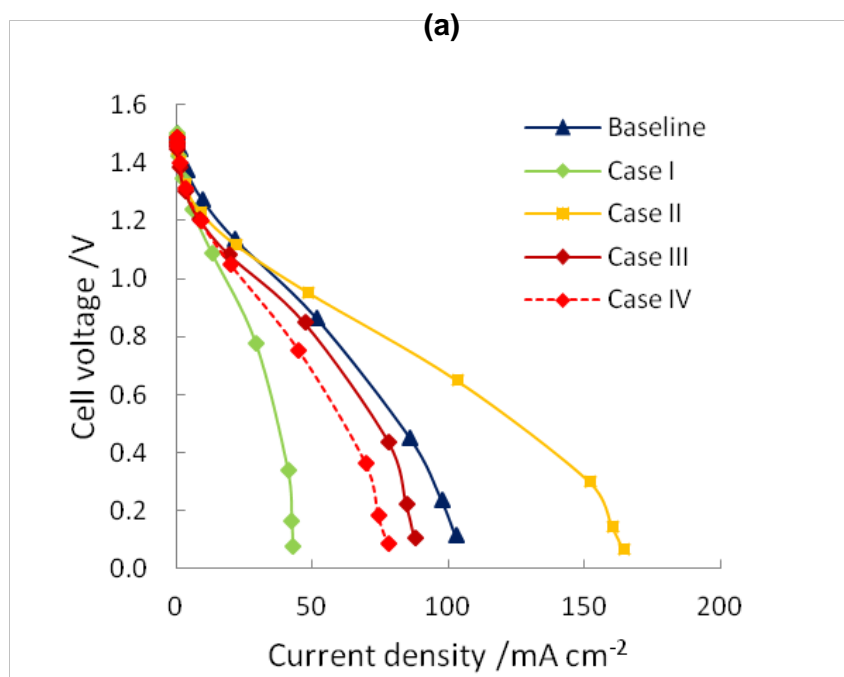 (a)
1.6
1.4
1.2
1.0
0.8
0.6
0.4
0.2
0.0
Cell voltage /V
Baseline
Case I
Case II
Case III
Case IV
0 50 100 150 200
Current density /mA cm⁻²